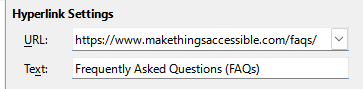 Hyperlink Settings
URL: https://www.makethingsaccessible.com/faqs/
Text: Frequently Asked Questions (FAQs)